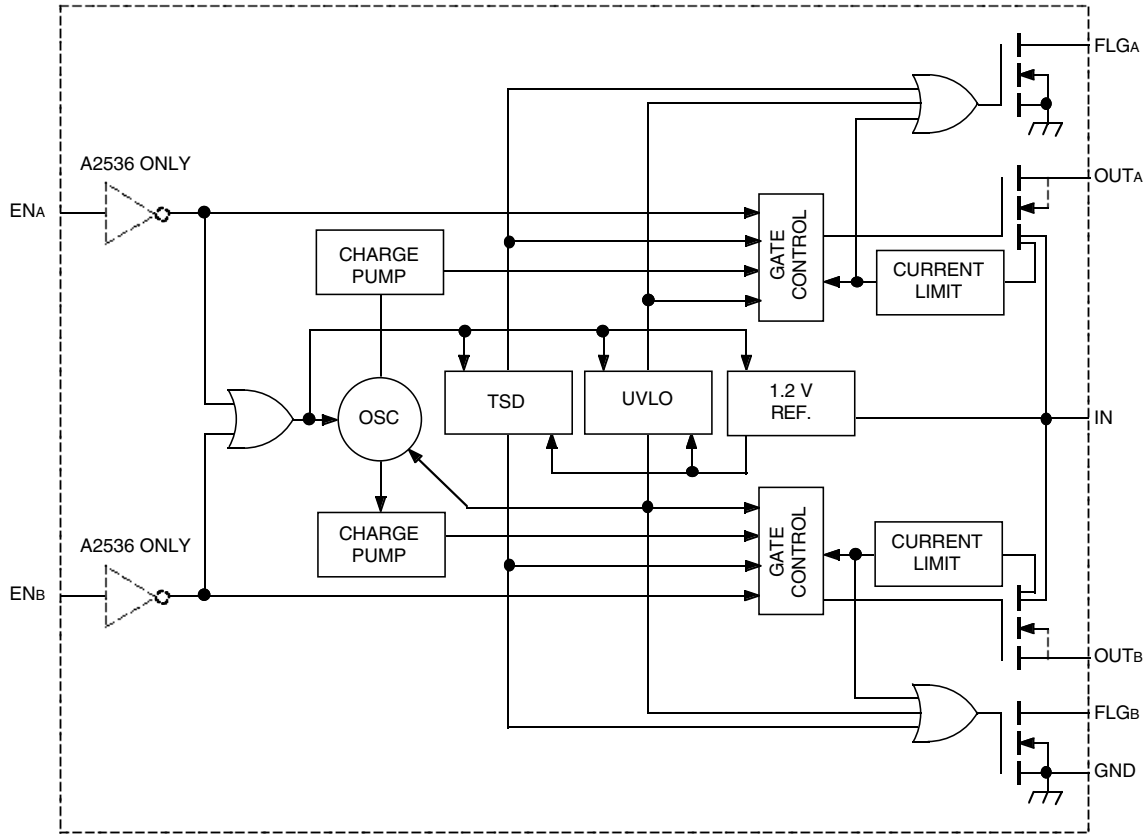 FLGA
A2536 ONLY
OUTA
ENA
CHARGE
PUMP
GATE
CONTROL
CURRENT
LIMIT
OSC
TSD
UVLO
1.2 V
REF.
IN
CHARGE
PUMP
GATE
CONTROL
CURRENT
LIMIT
A2536 ONLY
ENB
OUTB
FLGB
GND